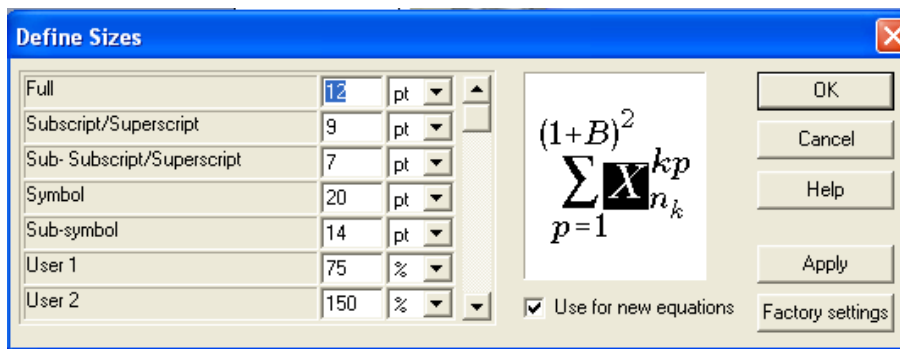 Define Sizes
Full 12 pt
Subscript/Superscript 9 pt
Sub- Subscript/Superscript 7 pt
Symbol 20 pt
Sub-symbol 14 pt
User 1 75 %
User 2 150 %
(1+B)²
∑ X kp
n k
p=1
Use for new equations
OK
Cancel
Help
Apply
Factory settings